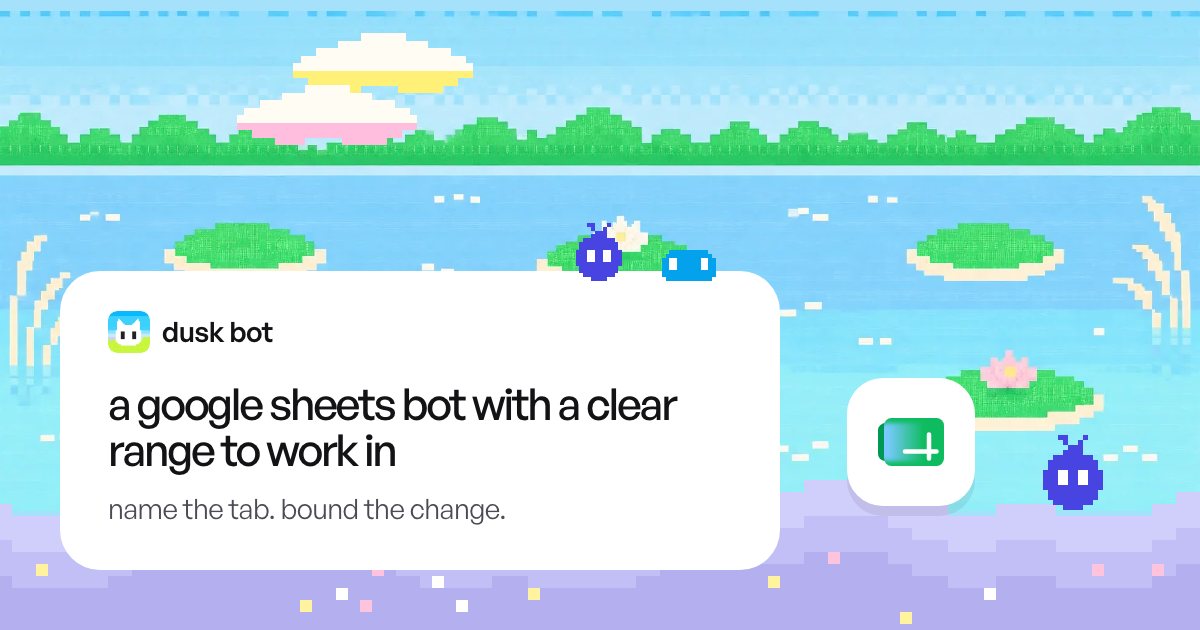 dusk bot
a google sheets bot with a clear
range to work in
name the tab. bound the change.